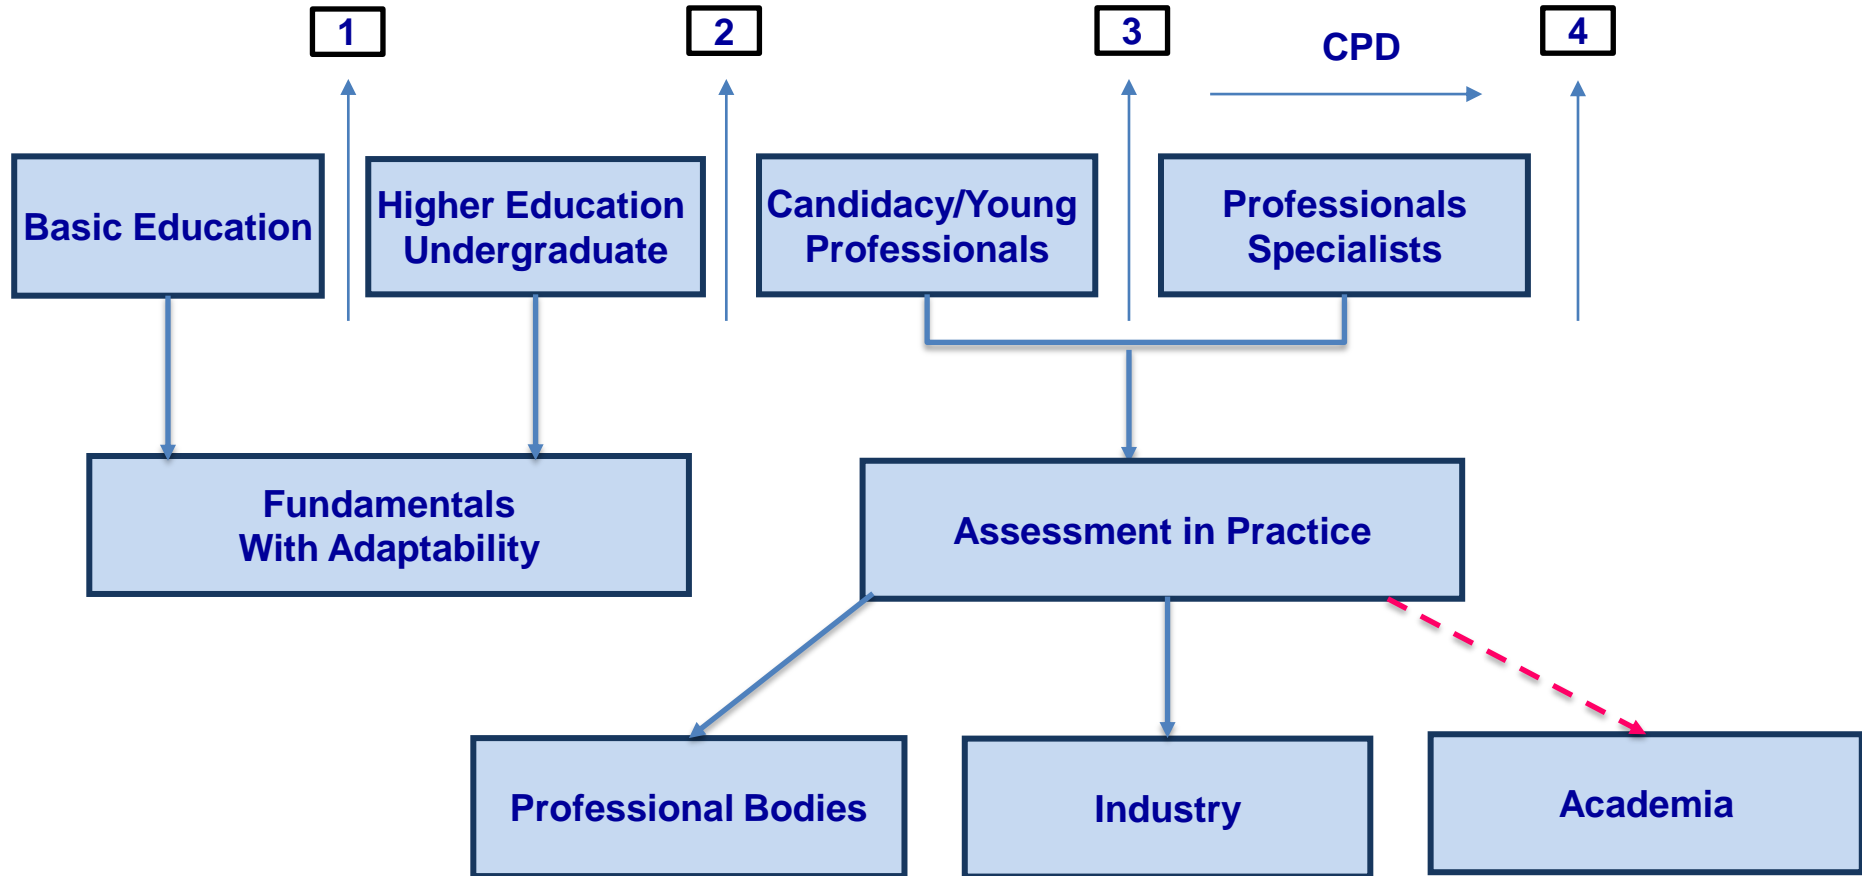 1
2
3
CPD
4
Basic Education
Higher Education
Undergraduate
Candidacy/Young
Professionals
Professionals
Specialists
Fundamentals
With Adaptability
Assessment in Practice
Professional Bodies
Industry
Academia